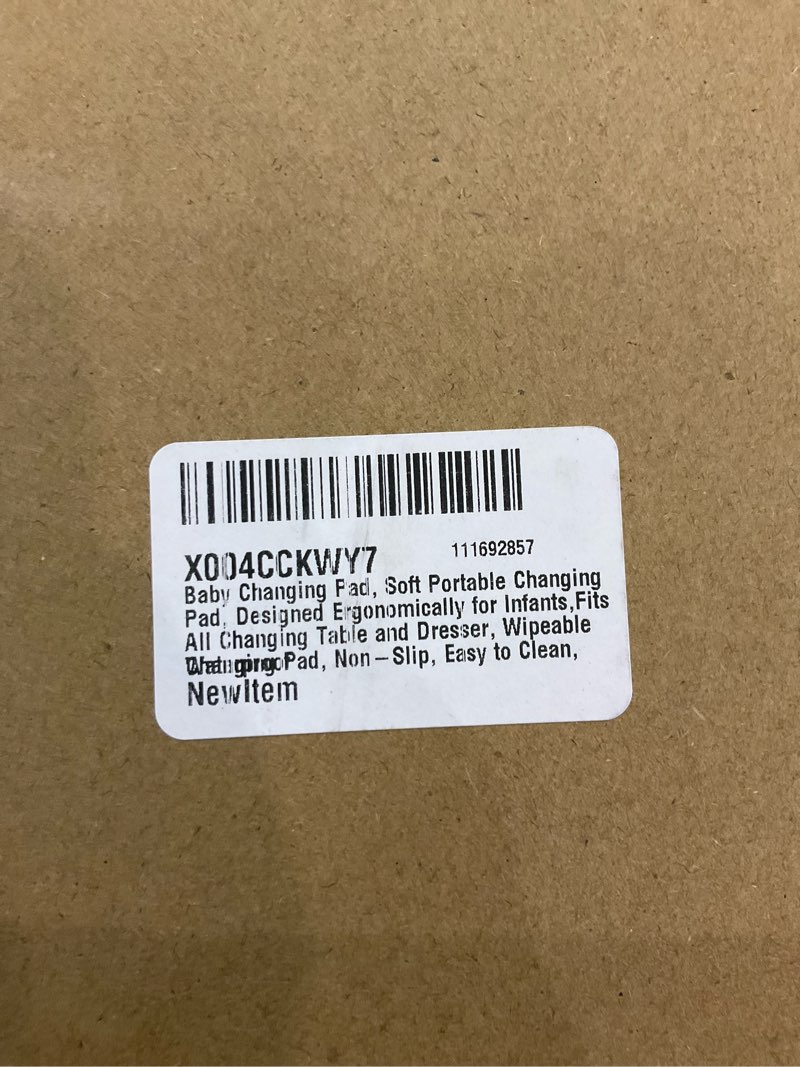 X004CCKWY7
111692857
Baby Changing Pad, Soft Portable Changing
Pad, Designed Ergonomically for Infants,Fits
All Changing Table and Dresser, Wipeable
Pad, Non-Slip, Easy to Clean,
NewItem